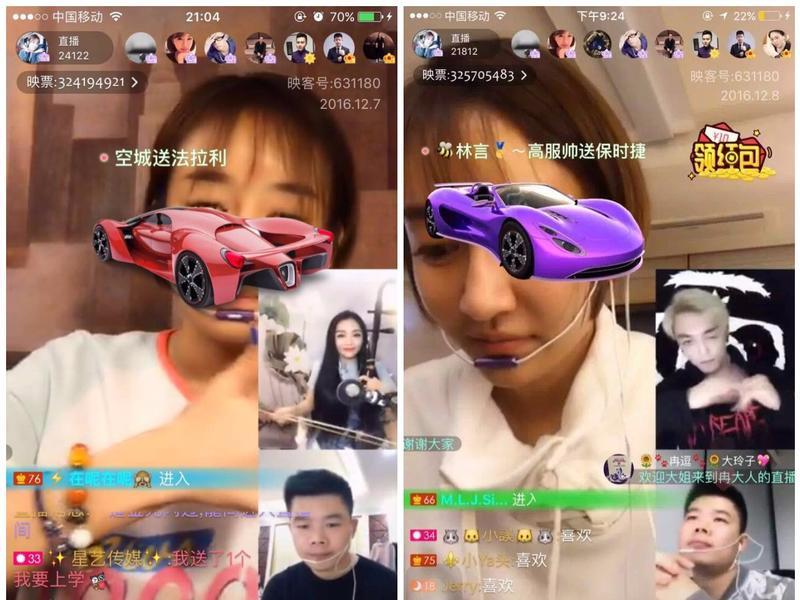 中国移动
21:04
70%
直播
24122
映票:324194921
映客号:631180
2016.12.7
空城送法拉利
76 在呢在呢 进入
间
33 星艺传媒 :我送了1个
我要上学
中国移动
下午9:24
22%
直播
21812
映票:325705483
映客号:631180
2016.12.8
林言 ~高服帅送保时捷
¥10
领红包
谢谢大家
冉逗 大玲子
欢迎大姐来到冉大人的直播
66 M.L.J.Si... 进入
34 小誒 喜欢
75 小Ya头:喜欢
18 Jerry:喜欢